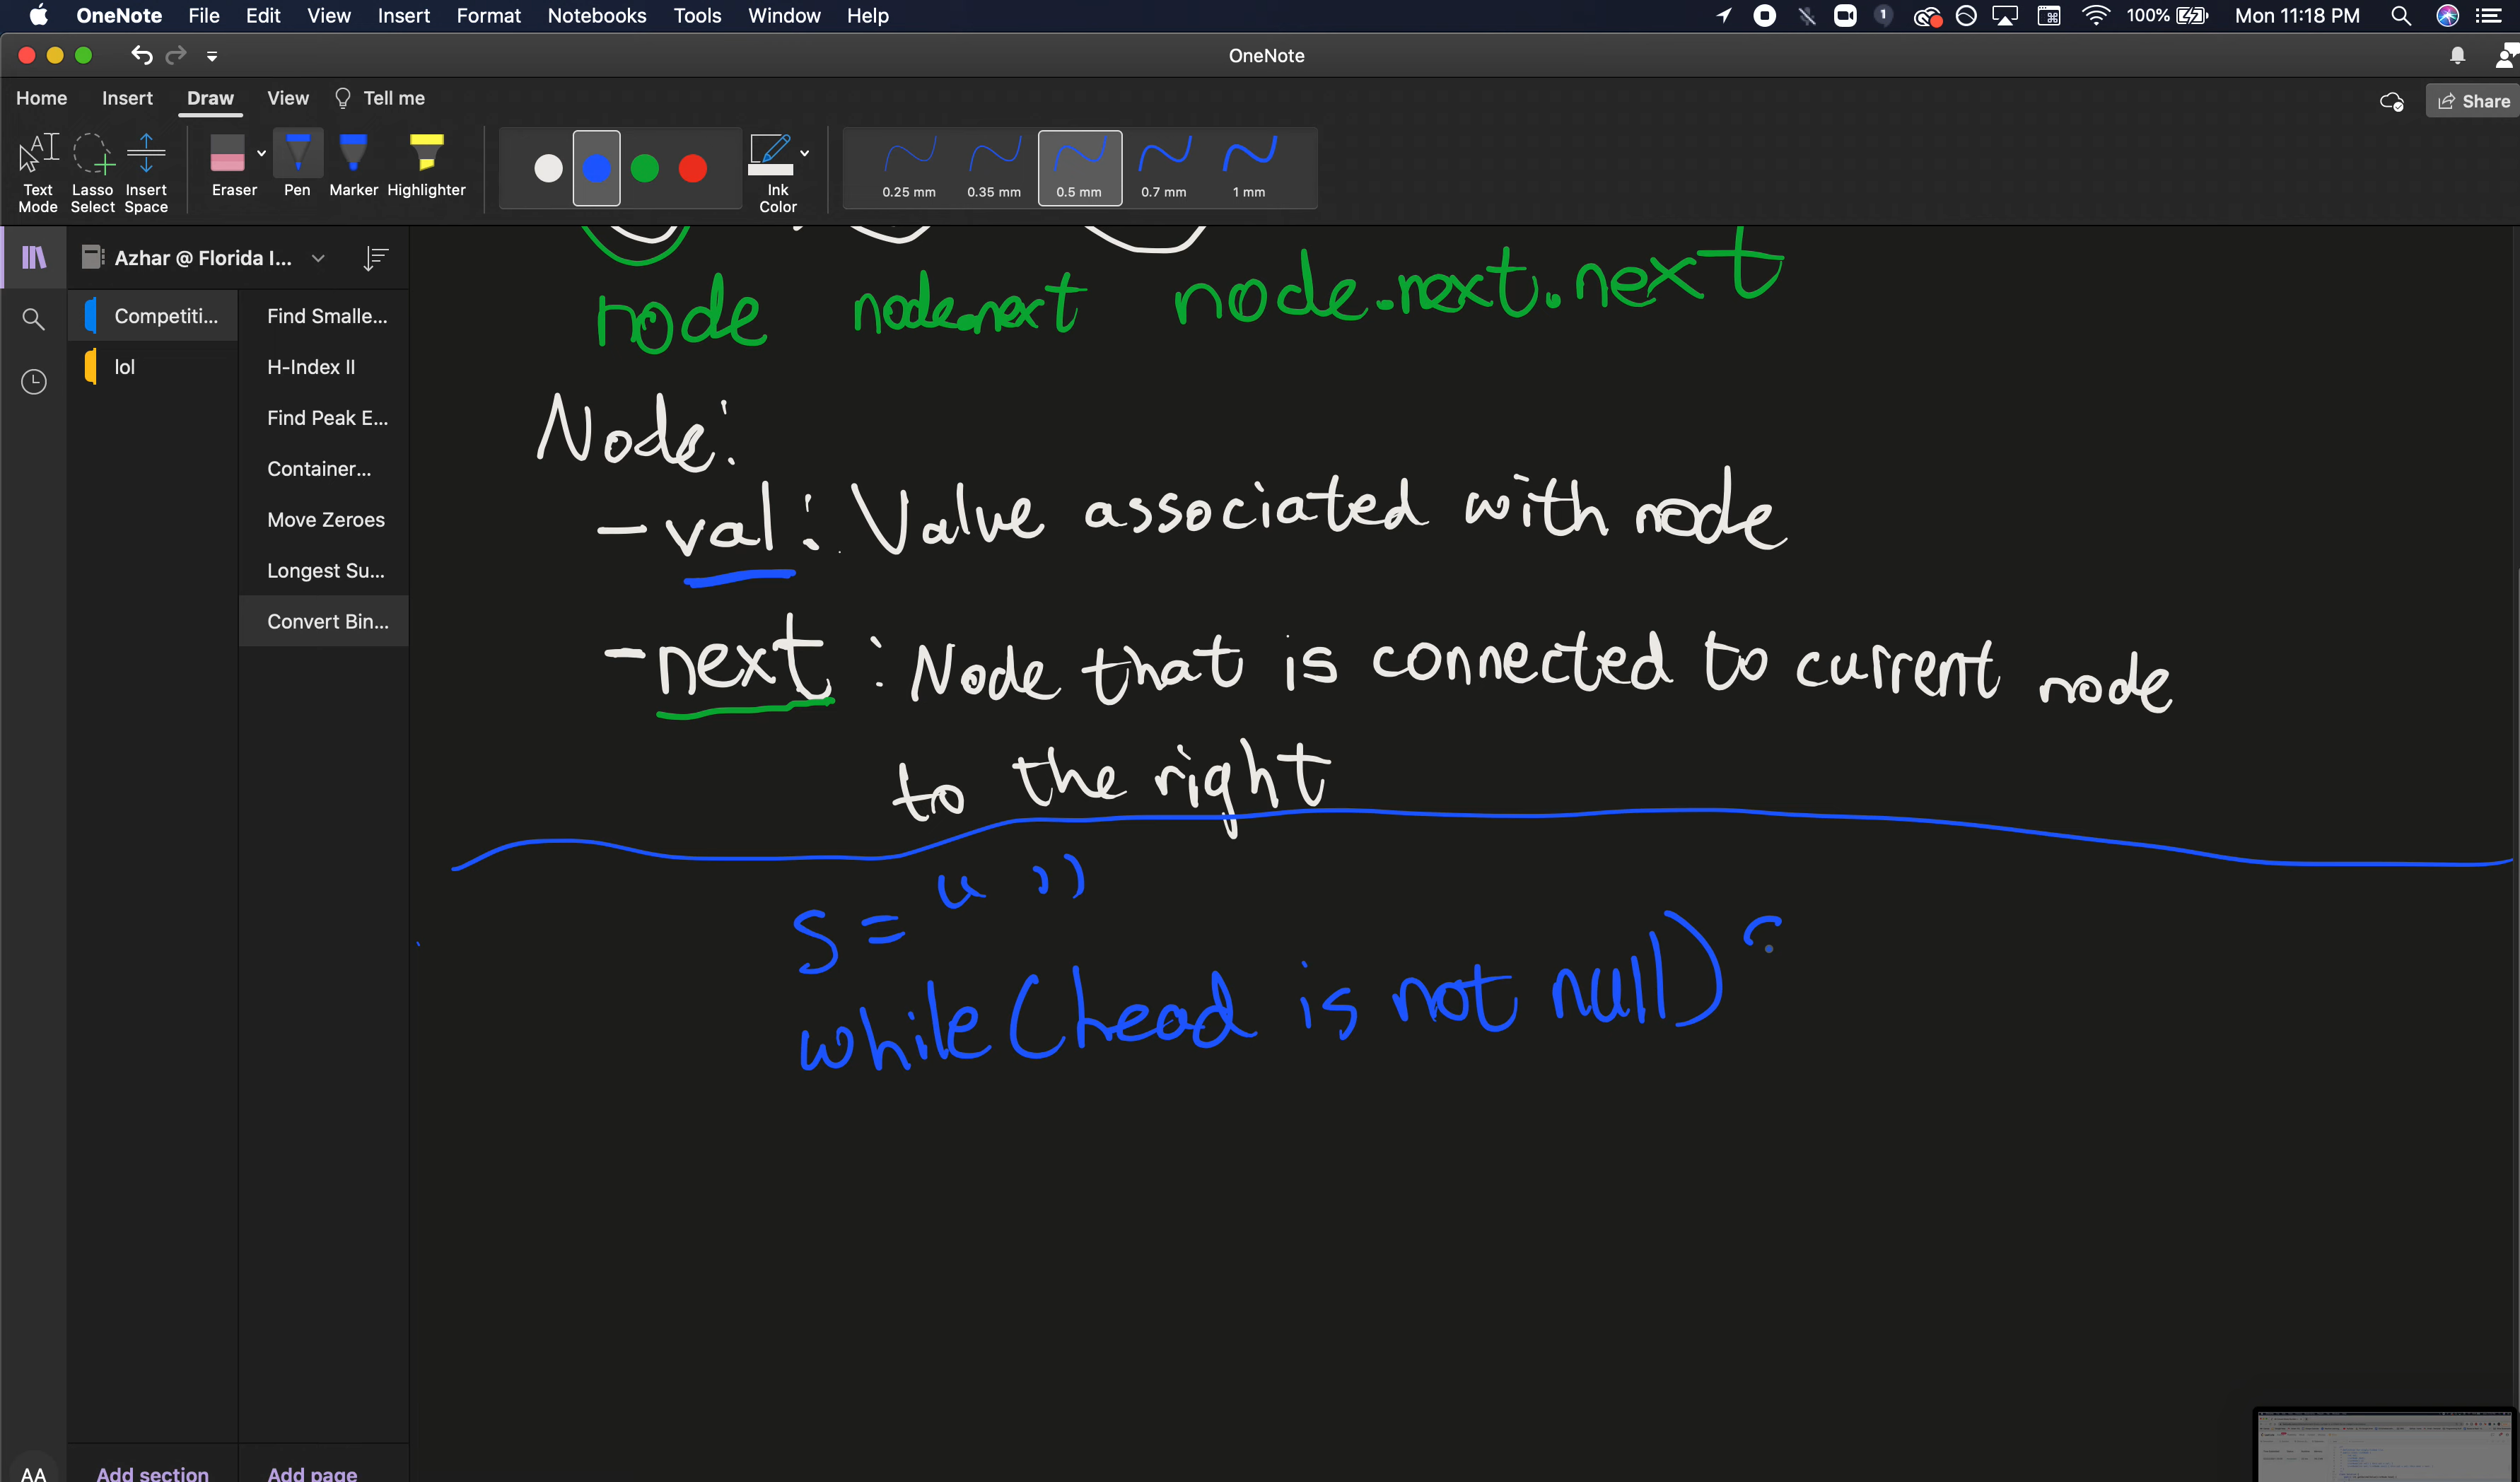 OneNote File Edit View Insert Format Notebooks Tools Window Help 1 100% Mon 11:18 PM
OneNote
Home Insert Draw View Tell me Share
Text Mode Lasso Select Insert Space Eraser Pen Marker Highlighter Ink Color 0.25 mm 0.35 mm 0.5 mm 0.7 mm 1 mm
Azhar @ Florida I...
Competiti...
lol
Find Smalle...
H-Index II
Find Peak E...
Container...
Move Zeroes
Longest Su...
Convert Bin...
node node.next node.next.next
Node:
- val: Value associated with node
- next: Node that is connected to current node
to the right
s = " "
while (head is not null)
AA Add section Add page